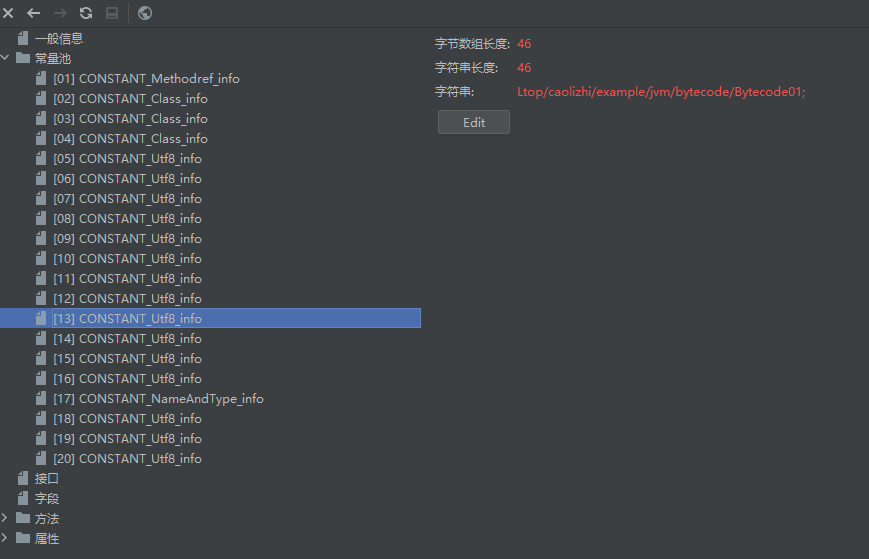 一般信息
常量池
[01] CONSTANT_Methodref_info
[02] CONSTANT_Class_info
[03] CONSTANT_Class_info
[04] CONSTANT_Class_info
[05] CONSTANT_Utf8_info
[06] CONSTANT_Utf8_info
[07] CONSTANT_Utf8_info
[08] CONSTANT_Utf8_info
[09] CONSTANT_Utf8_info
[10] CONSTANT_Utf8_info
[11] CONSTANT_Utf8_info
[12] CONSTANT_Utf8_info
[13] CONSTANT_Utf8_info
[14] CONSTANT_Utf8_info
[15] CONSTANT_Utf8_info
[16] CONSTANT_Utf8_info
[17] CONSTANT_NameAndType_info
[18] CONSTANT_Utf8_info
[19] CONSTANT_Utf8_info
[20] CONSTANT_Utf8_info
接口
字段
方法
属性
字节数组长度: 46
字符串长度: 46
字符串: Ltop/caolizhi/example/jvm/bytecode/Bytecode01;
Edit